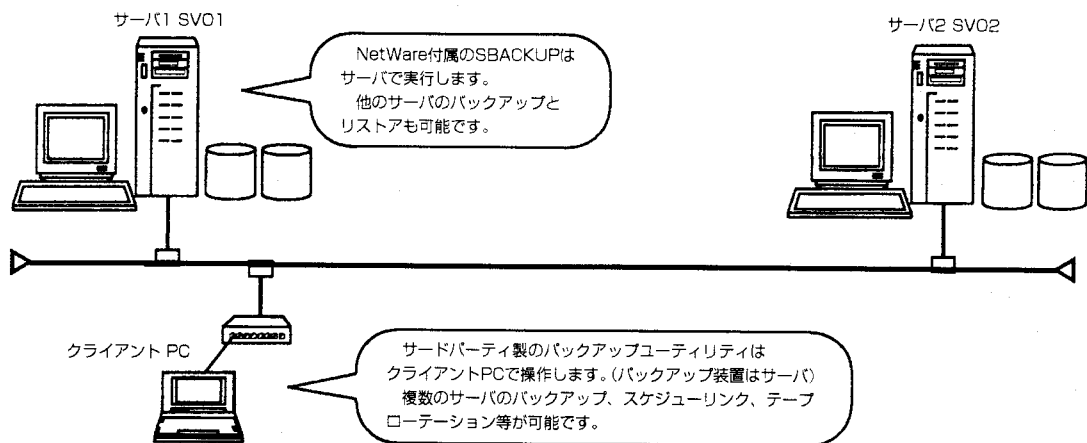 サーバ1 SV01
サーバ2 SV02
NetWare付属のSBACKUPは
サーバで実行します。
他のサーバのバックアップと
リストアも可能です。
クライアント PC
サードパーティ製のバックアップユーティリティは
クライアントPCで操作します。(バックアップ装置はサーバ)
複数のサーバのバックアップ、スケジューリンク、テープ
ローテーション等が可能です。